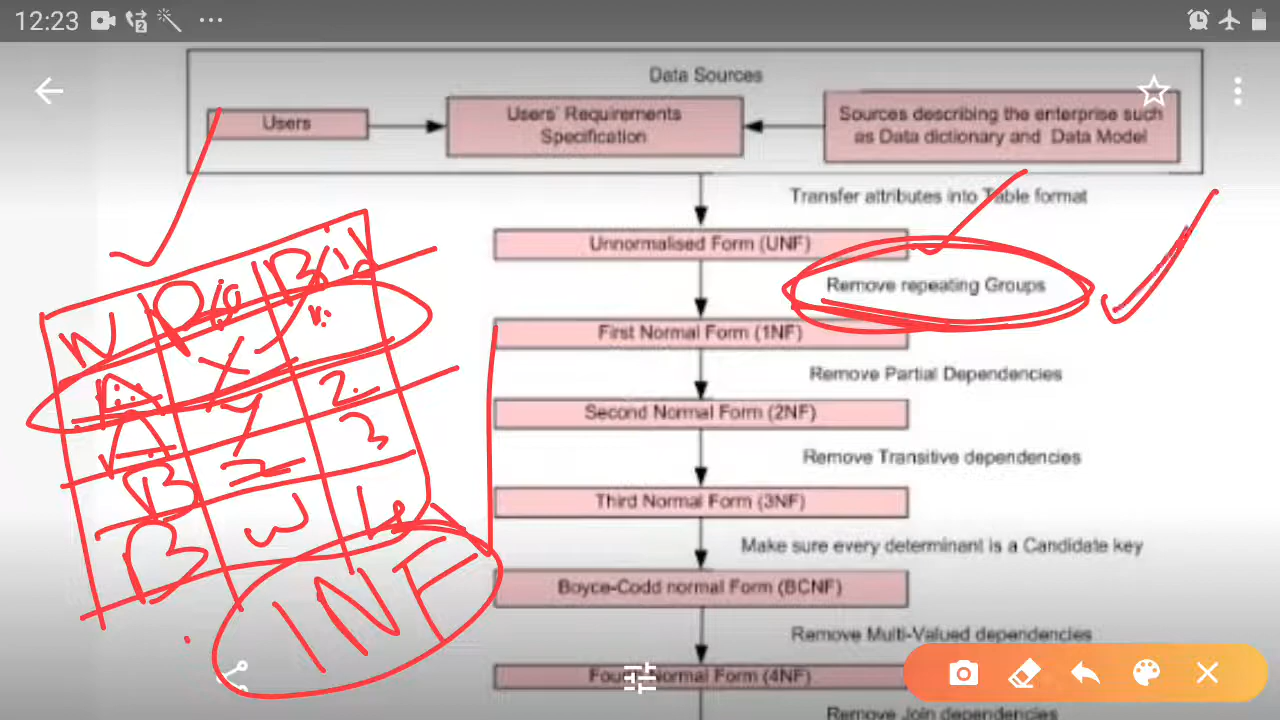 12:23
Data Sources
Users
Users' Requirements
Specification
Sources describing the enterprise such
as Data dictionary and Data Model
Transfer attributes into Table format
Unnormalised Form (UNF)
Remove repeating Groups
First Normal Form (1NF)
Remove Partial Dependencies
Second Normal Form (2NF)
Remove Transitive dependencies
Third Normal Form (3NF)
Make sure every determinant is a Candidate key
Boyce-Codd normal Form (BCNF)
Remove Multi-Valued dependencies
Fourth Normal Form (4NF)
Remove Join dependencies
N
A X
A Y 2
B Z 3
B W
1NF